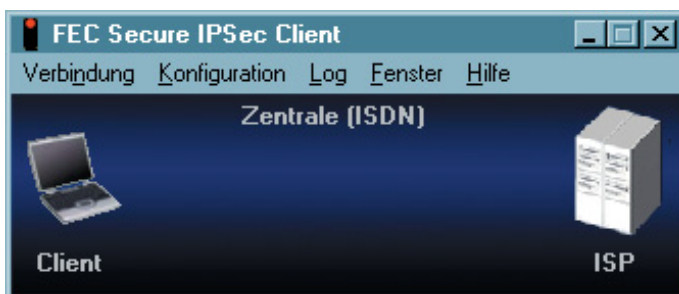 FEC Secure IPSec Client
Verbindung Konfiguration Log Fenster Hilfe
Zentrale (ISDN)
Client ISP